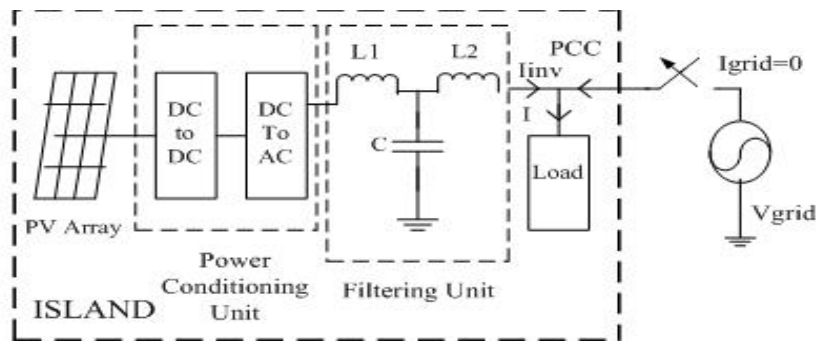 L1
L2
PCC
Iinv
Igrid=0
I
DC
to
DC
DC
To
AC
C
Load
Vgrid
PV Array
Power
Conditioning
Unit
Filtering Unit
ISLAND